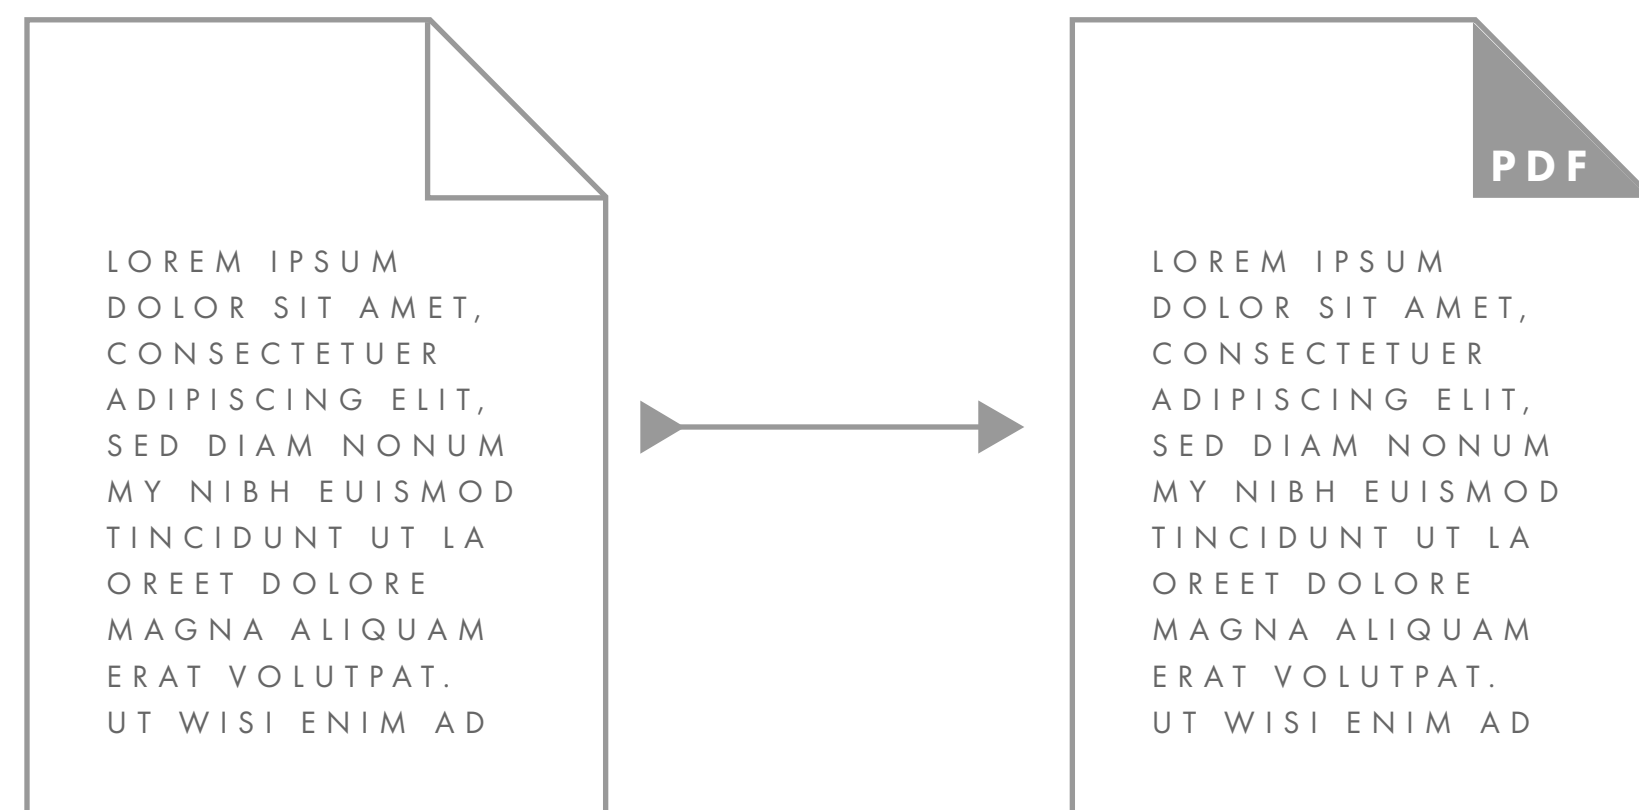 LOREM IPSUM
DOLOR SIT AMET,
CONSECTETUER
ADIPISCING ELIT,
SED DIAM NONUM
MY NIBH EUISMOD
TINCIDUNT UT LA
OREET DOLORE
MAGNA ALIQUAM
ERAT VOLUTPAT.
UT WISI ENIM AD
PDF
LOREM IPSUM
DOLOR SIT AMET,
CONSECTETUER
ADIPISCING ELIT,
SED DIAM NONUM
MY NIBH EUISMOD
TINCIDUNT UT LA
OREET DOLORE
MAGNA ALIQUAM
ERAT VOLUTPAT.
UT WISI ENIM AD